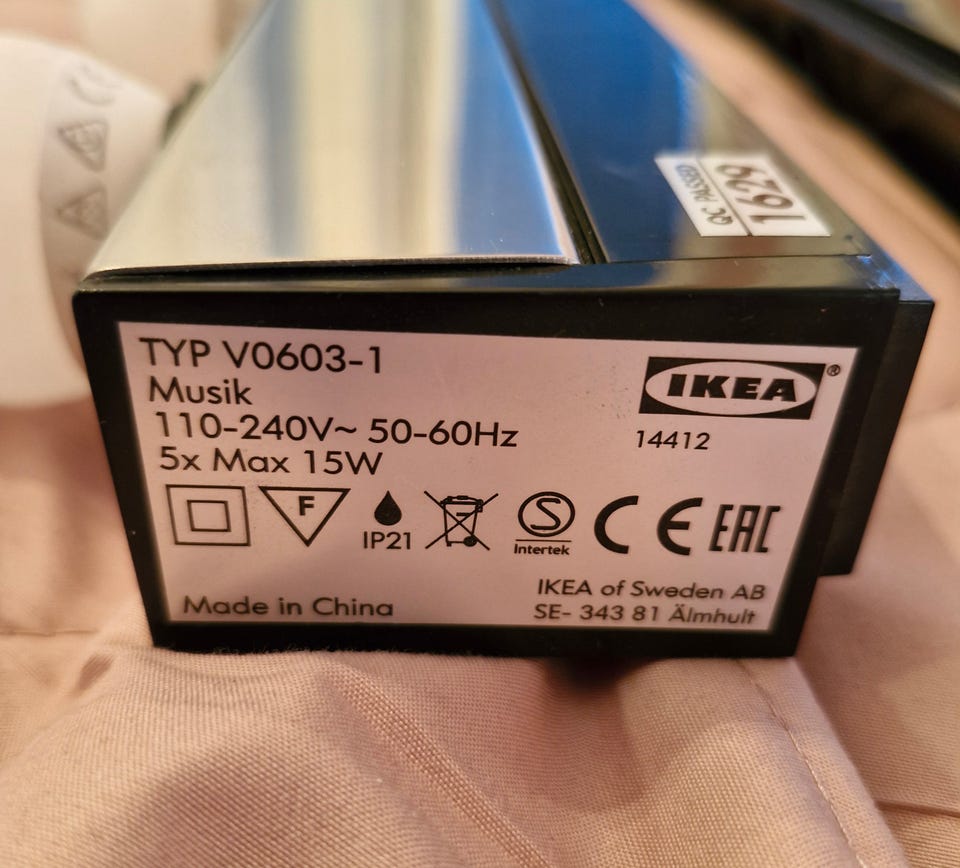 QC PASSED
1629
TYP V0603-1
Musik
110-240V~ 50-60Hz
5x Max 15W
IKEA®
14412
F
IP21
S
Intertek
CE
EAC
Made in China
IKEA of Sweden AB
SE- 343 81 Älmhult